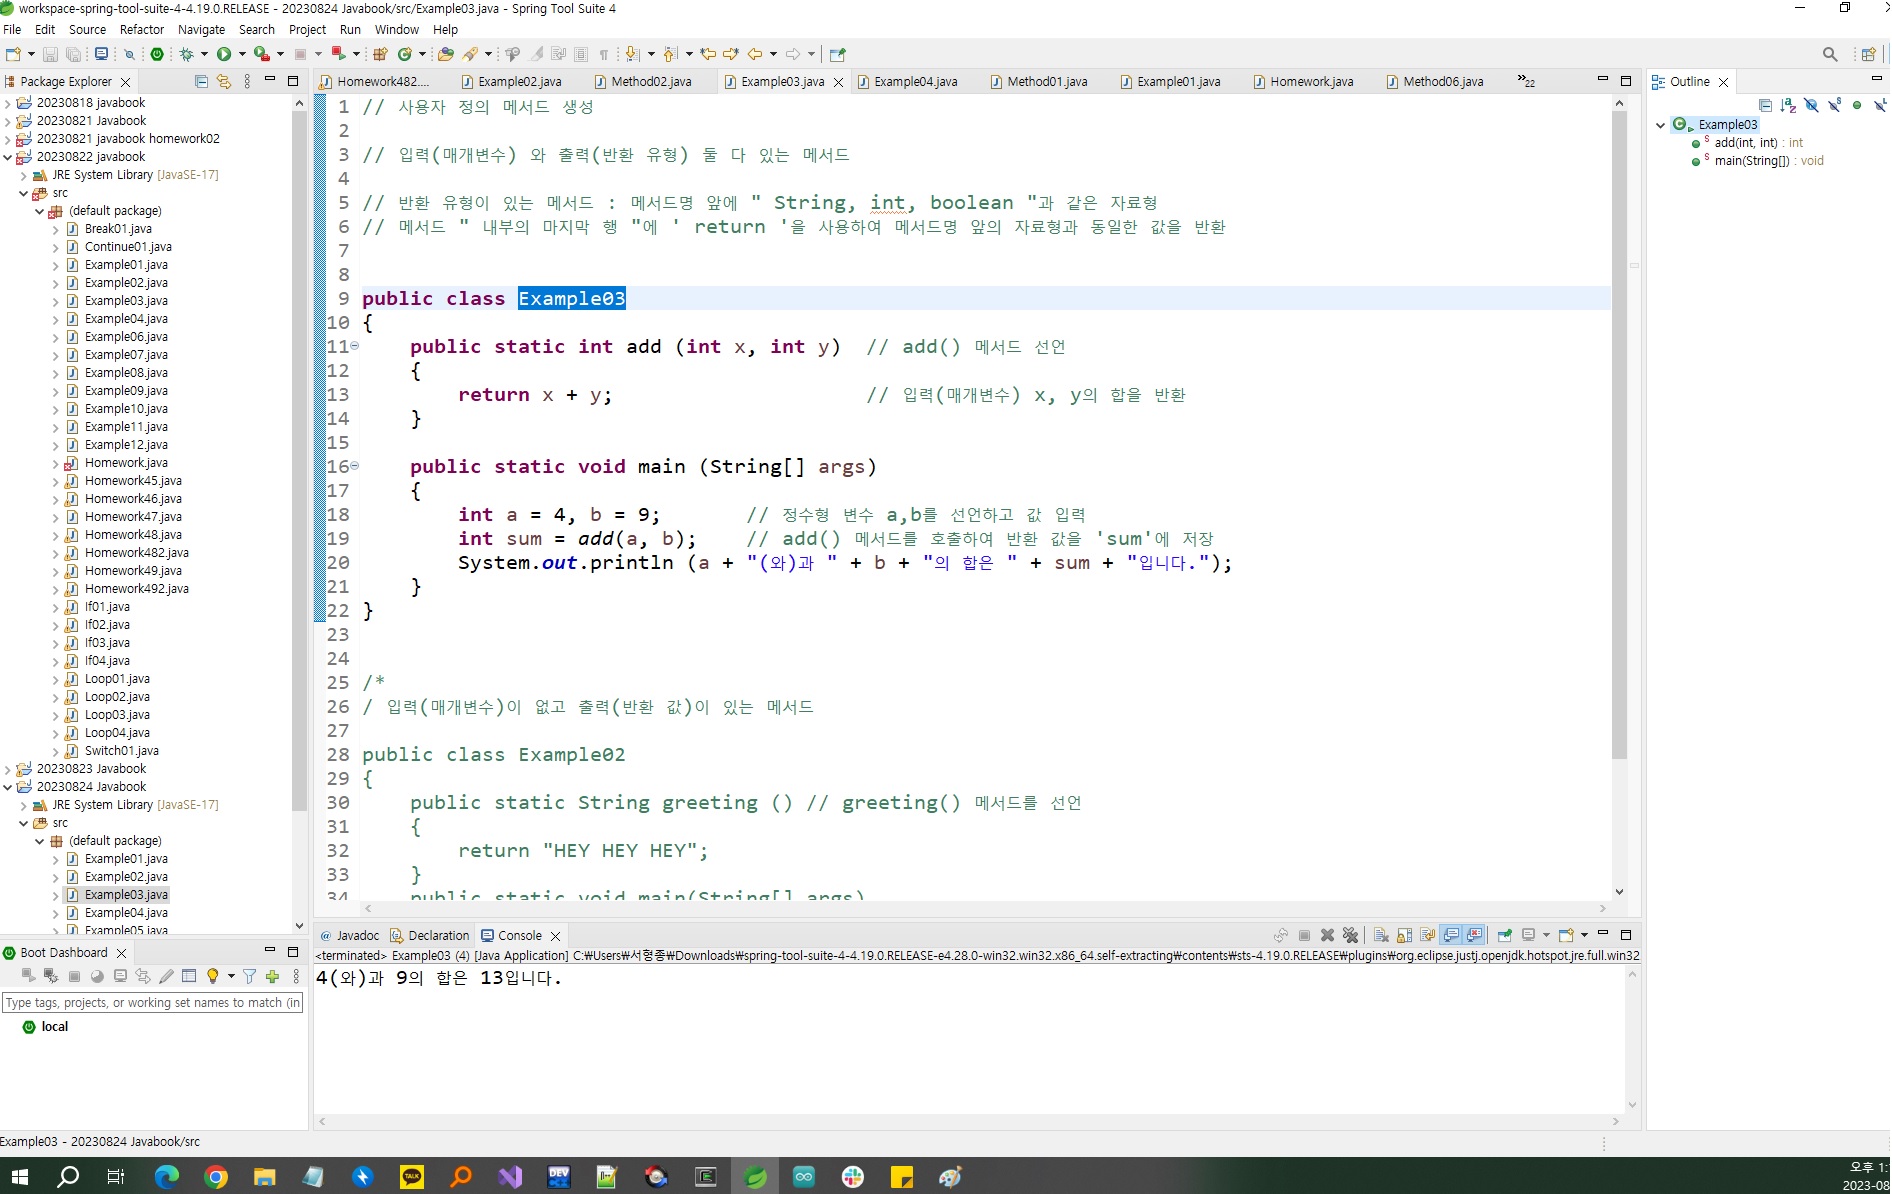 workspace-spring-tool-suite-4-4.19.0.RELEASE - 20230824 Javabook/src/Example03.java - Spring Tool Suite 4
File Edit Source Refactor Navigate Search Project Run Window Help
Package Explorer
20230818 javabook
20230821 Javabook
20230821 javabook homework02
20230822 javabook
JRE System Library [JavaSE-17]
src
(default package)
Break01.java
Continue01.java
Example01.java
Example02.java
Example03.java
Example04.java
Example06.java
Example07.java
Example08.java
Example09.java
Example10.java
Example11.java
Example12.java
Homework.java
Homework45.java
Homework46.java
Homework47.java
Homework48.java
Homework482.java
Homework49.java
Homework492.java
If01.java
If02.java
If03.java
If04.java
Loop01.java
Loop02.java
Loop03.java
Loop04.java
Switch01.java
20230823 Javabook
20230824 Javabook
JRE System Library [JavaSE-17]
src
(default package)
Example01.java
Example02.java
Example03.java
Example04.java
Example05.java
Boot Dashboard
Type tags, projects, or working set names to match (in
local
Homework482.... Example02.java Method02.java Example03.java Example04.java Method01.java Example01.java Homework.java Method06.java »22
1 // 사용자 정의 메서드 생성
2
3 // 입력(매개변수) 와 출력(반환 유형) 둘 다 있는 메서드
4
5 // 반환 유형이 있는 메서드 : 메서드명 앞에 " String, int, boolean "과 같은 자료형
6 // 메서드 " 내부의 마지막 행 "에 ' return '을 사용하여 메서드명 앞의 자료형과 동일한 값을 반환
7
8
9 public class Example03
10 {
11 public static int add (int x, int y) // add() 메서드 선언
12 {
13 return x + y; // 입력(매개변수) x, y의 합을 반환
14 }
15
16 public static void main (String[] args)
17 {
18 int a = 4, b = 9; // 정수형 변수 a,b를 선언하고 값 입력
19 int sum = add(a, b); // add() 메서드를 호출하여 반환 값을 'sum'에 저장
20 System.out.println (a + "(와)과 " + b + "의 합은 " + sum + "입니다.");
21 }
22 }
23
24
25 /*
26 / 입력(매개변수)이 없고 출력(반환 값)이 있는 메서드
27
28 public class Example02
29 {
30 public static String greeting () // greeting() 메서드를 선언
31 {
32 return "HEY HEY HEY";
33 }
34 public static void main(String[] args)
Javadoc Declaration Console
<terminated> Example03 (4) [Java Application] C:₩Users₩서형종₩Downloads₩spring-tool-suite-4-4.19.0.RELEASE-e4.28.0-win32.win32.x86_64.self-extracting₩contents₩sts-4.19.0.RELEASE₩plugins₩org.eclipse.justj.openjdk.hotspot.jre.full.win32
4(와)과 9의 합은 13입니다.
Outline
Example03
add(int, int) : int
main(String[]) : void
Example03 - 20230824 Javabook/src
TALK
DEV
오후 1:
2023-08